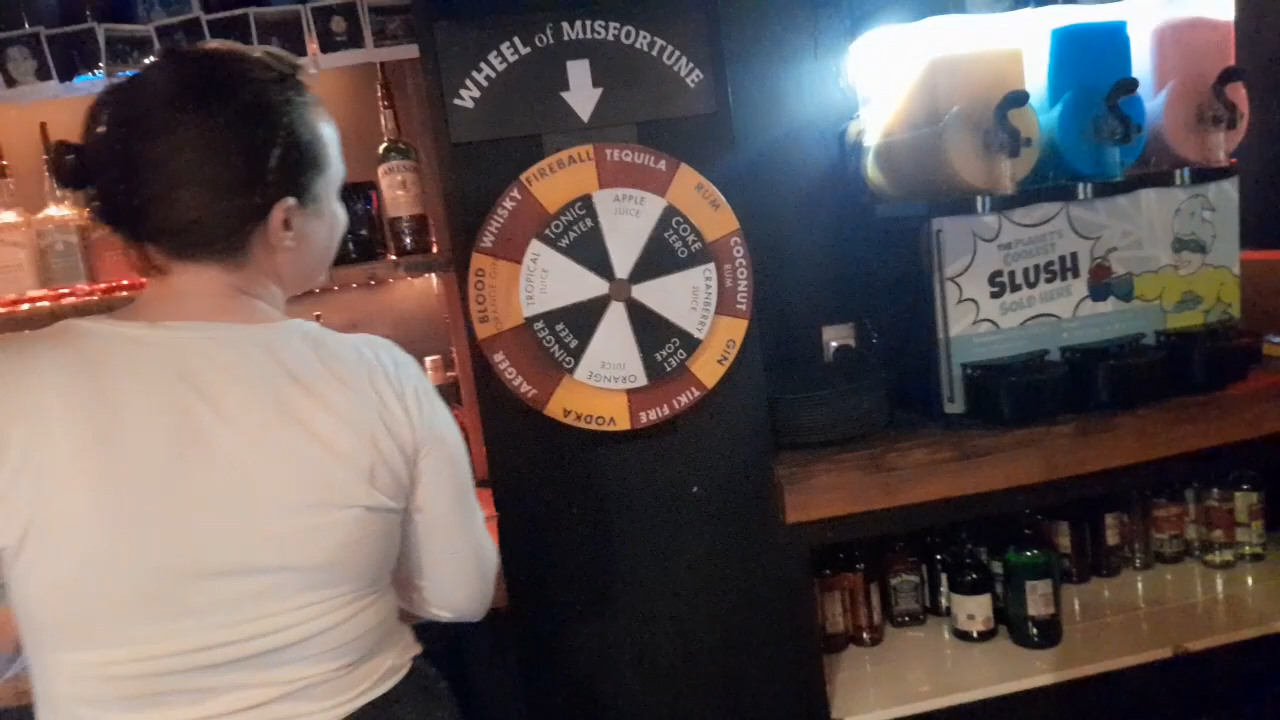 WHEEL of MISFORTUNE
TEQUILA
RUM
COCONUT
RUM
GIN
TIKI FIRE
VODKA
JAEGER
BLOOD
ORANGE GIN
WHISKY
FIREBALL
APPLE
JUICE
COKE
ZERO
CRANBERRY
JUICE
DIET
COKE
ORANGE
JUICE
GINGER
BEER
TROPICAL
JUICE
TONIC
WATER
JAMESON
THE PLANET'S
COOLEST
SLUSH
SOLD HERE